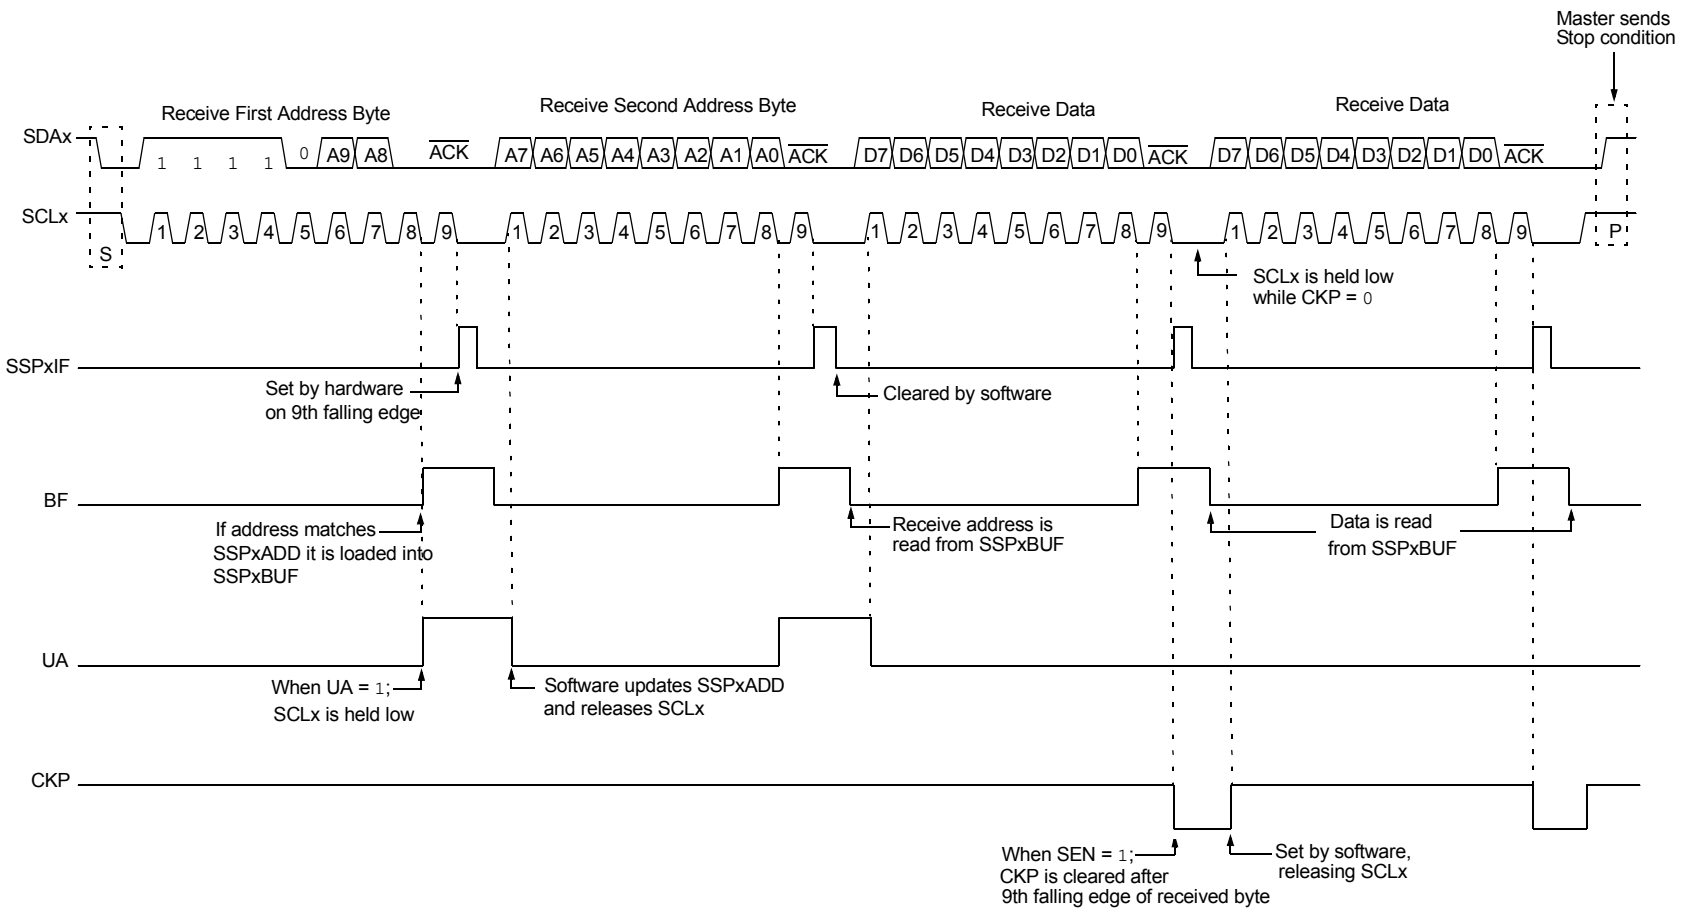 Master sends
Stop condition
Receive First Address Byte
Receive Second Address Byte
Receive Data
Receive Data
SDAx
1 1 1 1 0 A9 A8 ACK A7 A6 A5 A4 A3 A2 A1 A0 ACK D7 D6 D5 D4 D3 D2 D1 D0 ACK D7 D6 D5 D4 D3 D2 D1 D0 ACK
SCLx
S 1 2 3 4 5 6 7 8 9 1 2 3 4 5 6 7 8 9 1 2 3 4 5 6 7 8 9 1 2 3 4 5 6 7 8 9 P
SCLx is held low
while CKP = 0
SSPxIF
Set by hardware
on 9th falling edge
Cleared by software
BF
If address matches
SSPxADD it is loaded into
SSPxBUF
Receive address is
read from SSPxBUF
Data is read
from SSPxBUF
UA
When UA = 1;
SCLx is held low
Software updates SSPxADD
and releases SCLx
CKP
When SEN = 1;
CKP is cleared after
9th falling edge of received byte
Set by software,
releasing SCLx